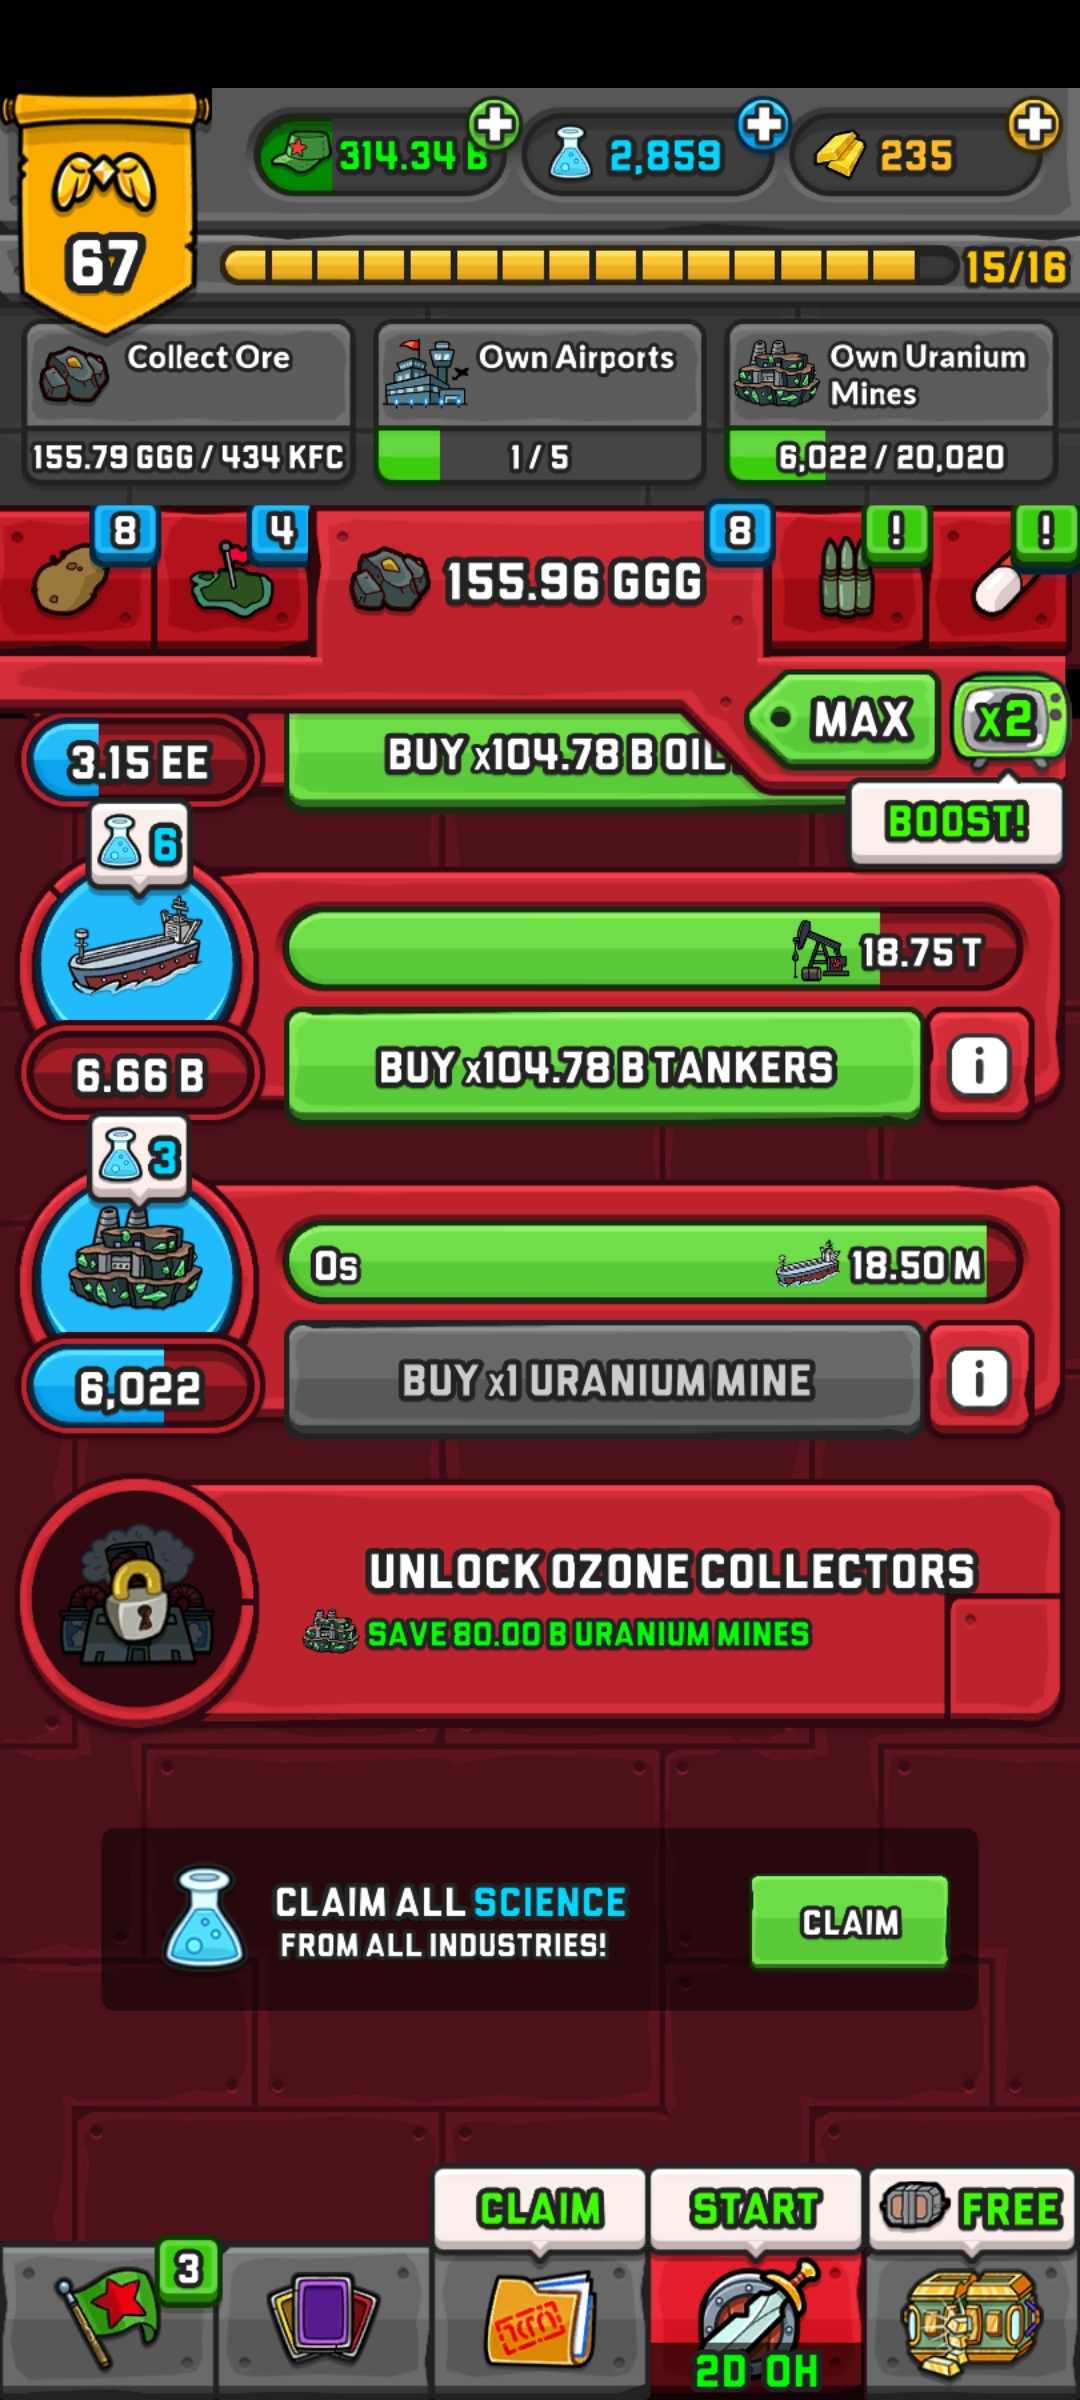 314.34 B
2,859
235
67
15/16
Collect Ore
Own Airports
Own Uranium
Mines
155.79 GGG / 434 KFC
1 / 5
6,022 / 20,020
8
4
155.96 GGG
8
!
!
MAX
x2
3.15 EE
BUY x104.78 B OIL
BOOST!
6
18.75 T
6.66 B
BUY x104.78 B TANKERS
i
3
0s
18.50 M
6,022
BUY x1 URANIUM MINE
i
UNLOCK OZONE COLLECTORS
SAVE 80.00 B URANIUM MINES
CLAIM ALL SCIENCE
FROM ALL INDUSTRIES!
CLAIM
CLAIM
START
FREE
3
2D 0H